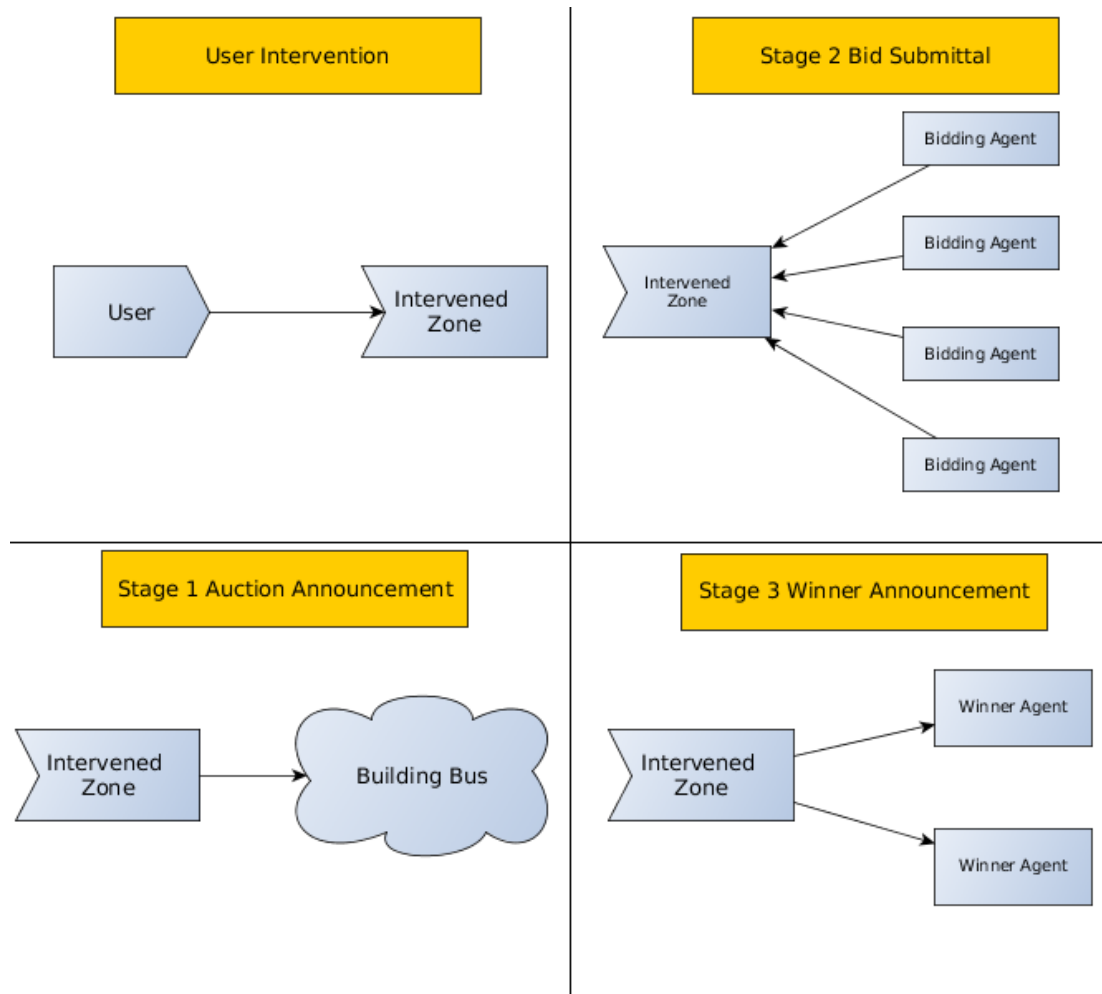 User Intervention
User
Intervened
Zone
Stage 2 Bid Submittal
Bidding Agent
Bidding Agent
Intervened
Zone
Bidding Agent
Bidding Agent
Stage 1 Auction Announcement
Intervened
Zone
Building Bus
Stage 3 Winner Announcement
Winner Agent
Intervened
Zone
Winner Agent